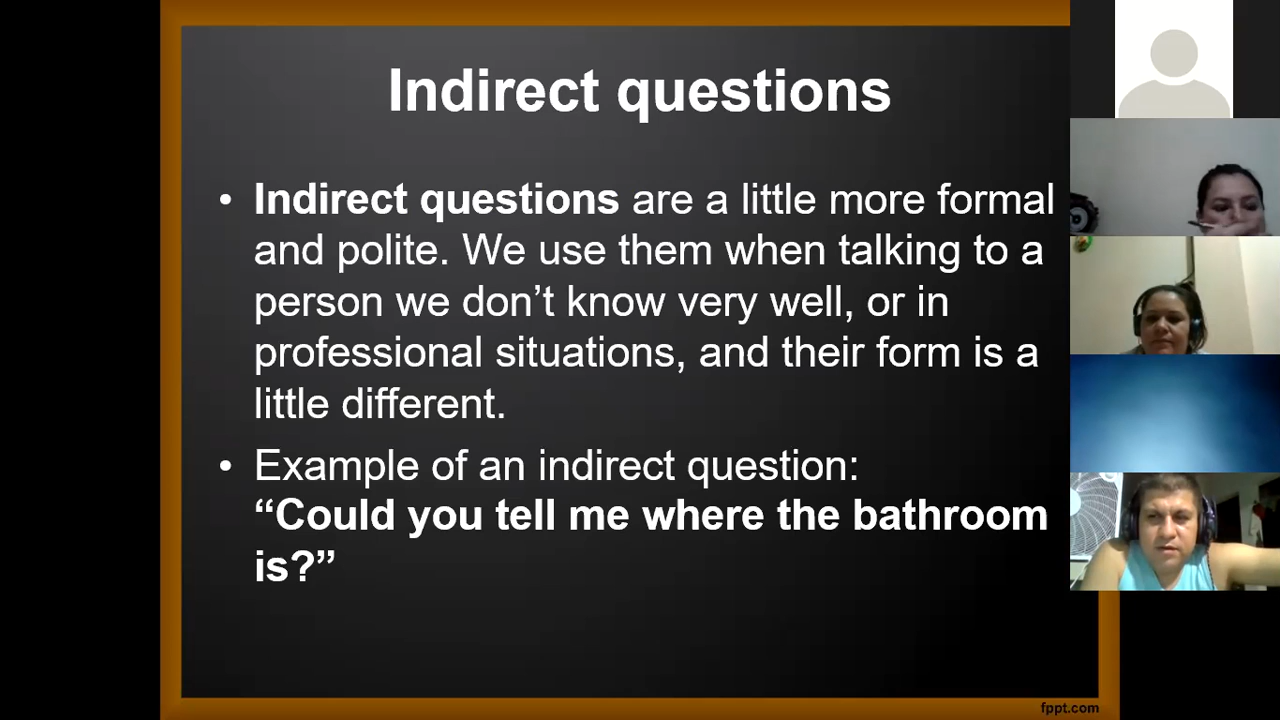 Indirect questions
• Indirect questions are a little more formal
and polite. We use them when talking to a
person we don’t know very well, or in
professional situations, and their form is a
little different.
• Example of an indirect question:
“Could you tell me where the bathroom
is?”
fppt.com